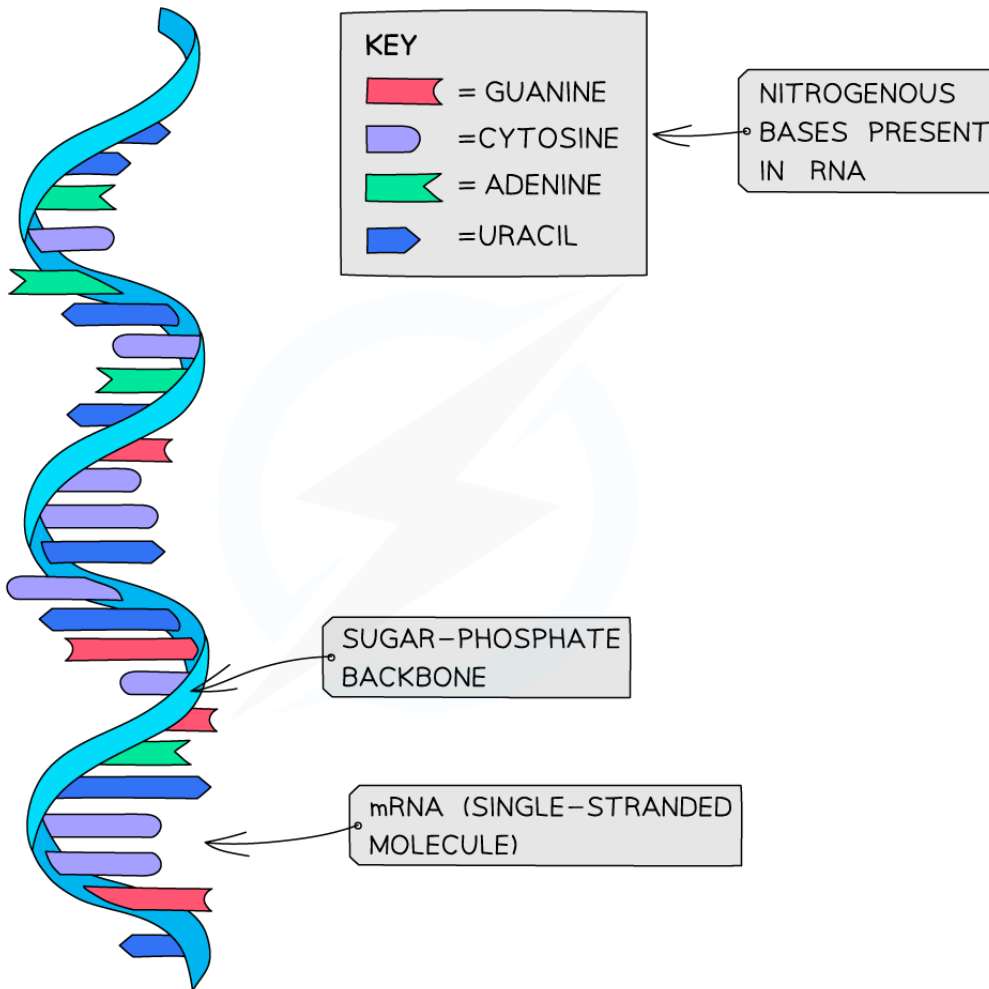 KEY
= GUANINE
=CYTOSINE
= ADENINE
=URACIL
NITROGENOUS
BASES PRESENT
IN RNA
SUGAR-PHOSPHATE
BACKBONE
mRNA (SINGLE-STRANDED
MOLECULE)